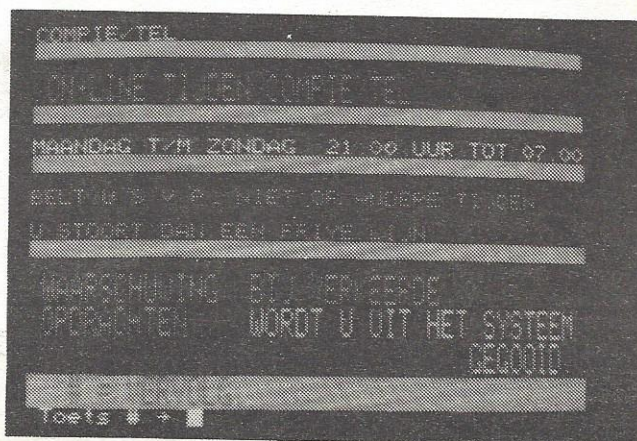 COMPIE/TEL
ON-LINE TIJDEN COMPIE TEL
MAANDAG T/M ZONDAG 21.00 UUR TOT 07.00
BELT U S.V.P. NIET OP ANDERE TIJDEN
U STOORT DAN EEN PRIVE LIJN
WAARSCHUWING BIJ VERKEERDE
OPDRACHTEN WORDT U UIT HET SYSTEEM
GEGOOID.
Toets # →